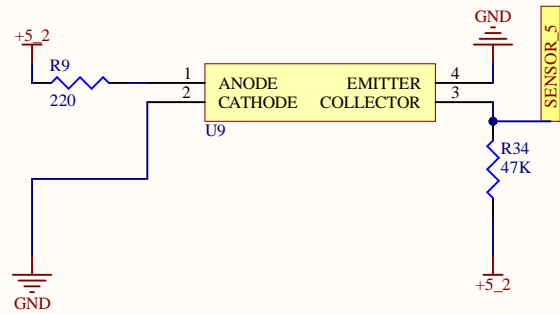 +5_2
R9
220
1
2
ANODE
CATHODE
EMITTER
COLLECTOR
U9
4
3
GND
SENSOR_5
R34
47K
+5_2
GND